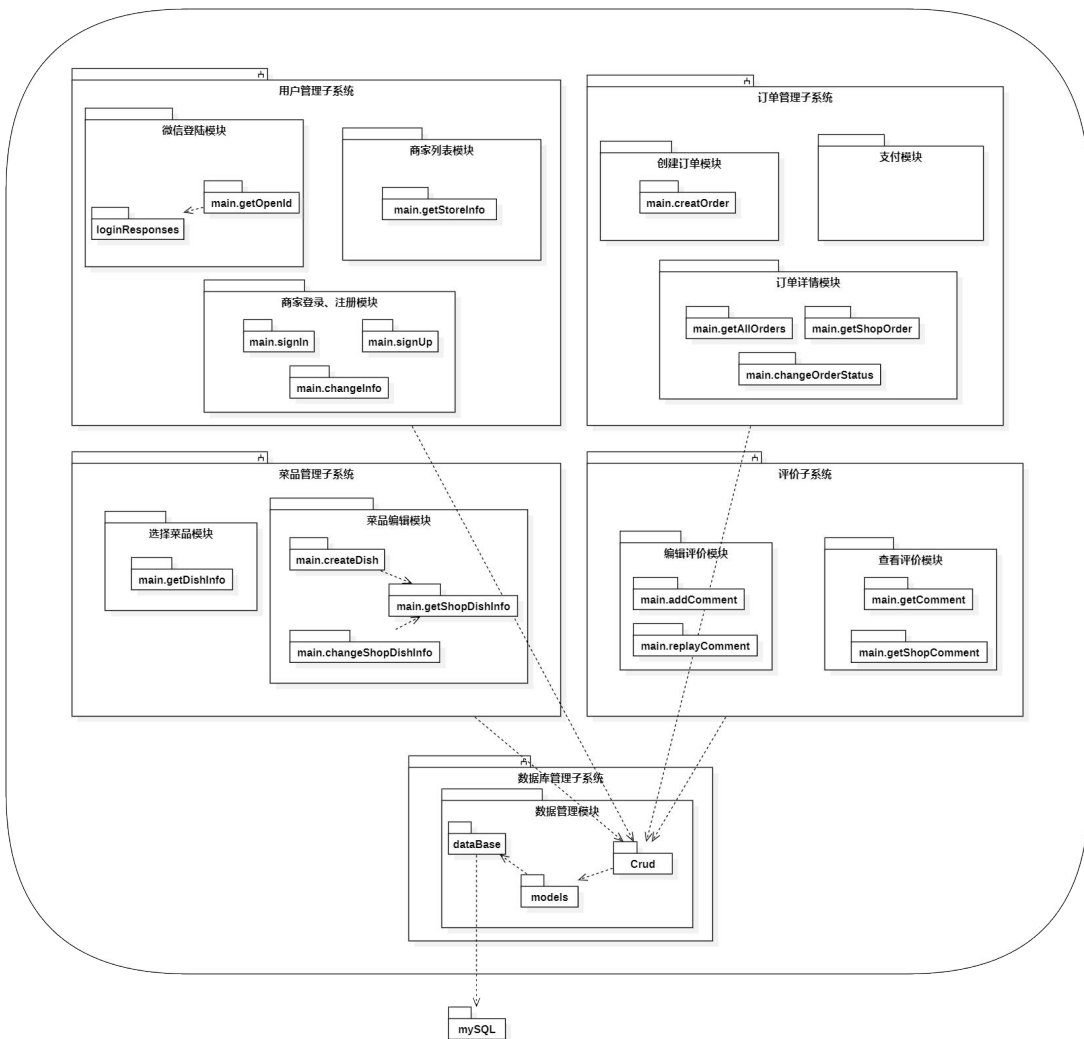 用户管理子系统
微信登陆模块
main.getOpenId
loginResponses
商家列表模块
main.getStoreInfo
商家登录、注册模块
main.signIn
main.signUp
main.changeInfo
订单管理子系统
创建订单模块
main.creatOrder
支付模块
订单详情模块
main.getAllOrders
main.getShopOrder
main.changeOrderStatus
菜品管理子系统
选择菜品模块
main.getDishInfo
菜品编辑模块
main.createDish
main.getShopDishInfo
main.changeShopDishInfo
评价子系统
编辑评价模块
main.addComment
main.replayComment
查看评价模块
main.getComment
main.getShopComment
数据库管理子系统
数据管理模块
dataBase
Crud
models
mySQL